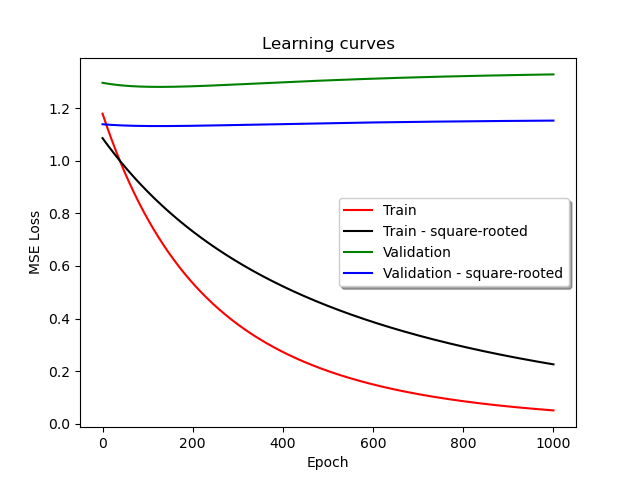 Learning curves
MSE Loss
1.2
1.0
0.8
0.6
0.4
0.2
0.0
Train
Train - square-rooted
Validation
Validation - square-rooted
0 200 400 600 800 1000
Epoch